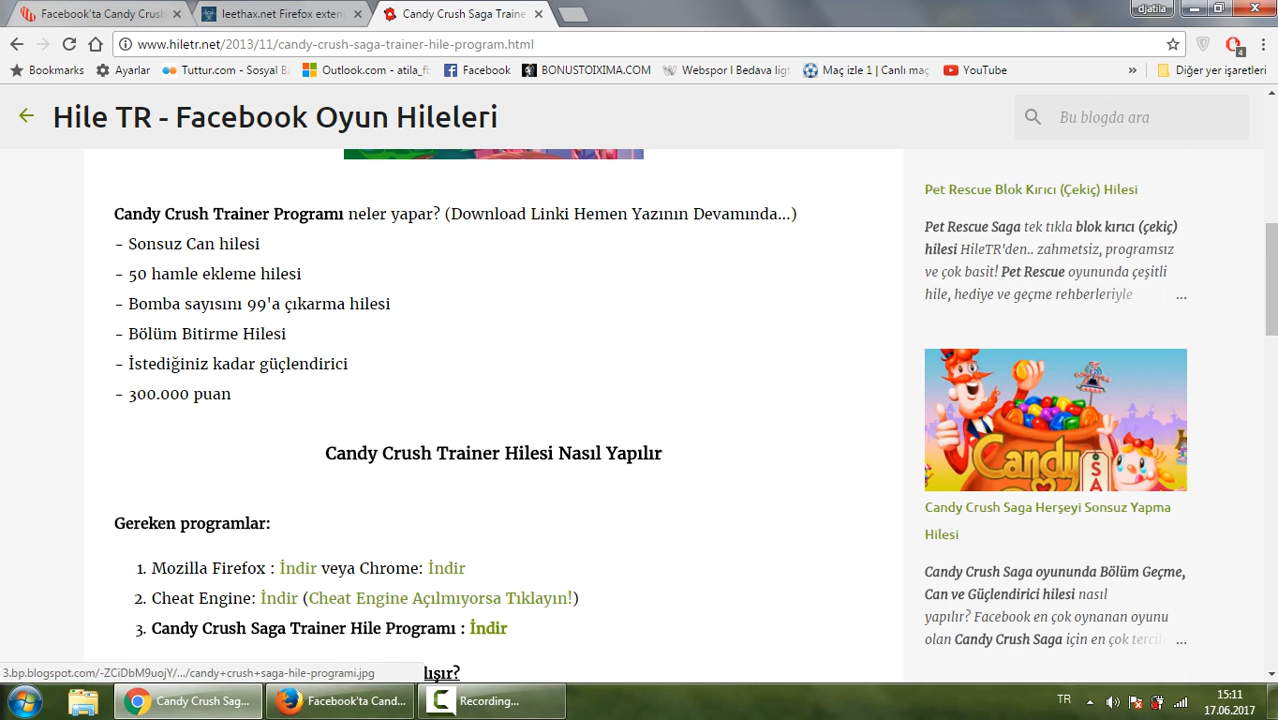 Facebook'ta Candy Crush
leethax.net Firefox exten
Candy Crush Saga Traine
djatila
www.hiletr.net/2013/11/candy-crush-saga-trainer-hile-program.html
4
Bookmarks
Ayarlar
Tuttur.com - Sosyal B
Outlook.com - atila_f
Facebook
BONUSTOIXIMA.COM
Webspor l Bedava ligt
Maç izle 1 | Canlı maç
YouTube
»
Diğer yer işaretleri
Hile TR - Facebook Oyun Hileleri
Bu blogda ara
Candy Crush Trainer Programı neler yapar? (Download Linki Hemen Yazının Devamında...)
- Sonsuz Can hilesi
- 50 hamle ekleme hilesi
- Bomba sayısını 99'a çıkarma hilesi
- Bölüm Bitirme Hilesi
- İstediğiniz kadar güçlendirici
- 300.000 puan
Candy Crush Trainer Hilesi Nasıl Yapılır
Gereken programlar:
1. Mozilla Firefox : İndir veya Chrome: İndir
2. Cheat Engine: İndir (Cheat Engine Açılmıyorsa Tıklayın!)
3. Candy Crush Saga Trainer Hile Programı : İndir
lışır?
Pet Rescue Blok Kırıcı (Çekiç) Hilesi
Pet Rescue Saga tek tıkla blok kırıcı (çekiç)
hilesi HileTR'den.. zahmetsiz, programsız
ve çok basit! Pet Rescue oyununda çeşitli
hile, hediye ve geçme rehberleriyle ...
Candy
SA
Candy Crush Saga Herşeyi Sonsuz Yapma
Hilesi
Candy Crush Saga oyununda Bölüm Geçme,
Can ve Güçlendirici hilesi nasıl
yapılır? Facebook en çok oynanan oyunu
olan Candy Crush Saga için en çok tercih ...
3.bp.blogspot.com/-ZCiDbM9uojY/.../candy+crush+saga-hile-programi.jpg
Candy Crush Sag...
Facebook'ta Cand...
Recording...
TR
15:11
17.06.2017